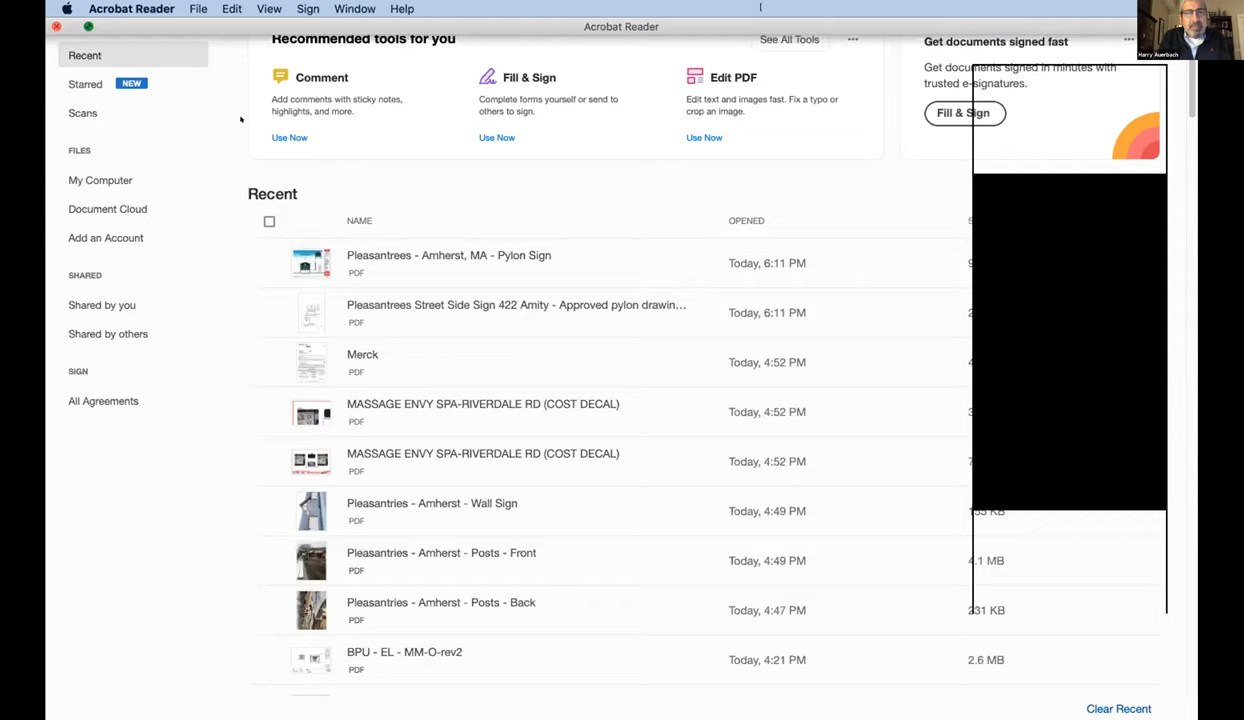 Acrobat Reader File Edit View Sign Window Help
Acrobat Reader
Harry Auerbach
Recent
Starred NEW
Scans
FILES
My Computer
Document Cloud
Add an Account
SHARED
Shared by you
Shared by others
SIGN
All Agreements
Recommended tools for you
See All Tools
Comment
Add comments with sticky notes,
highlights, and more.
Use Now
Fill & Sign
Complete forms yourself or send to
others to sign.
Use Now
Edit PDF
Edit text and images fast. Fix a typo or
crop an image.
Use Now
Get documents signed fast
Get documents signed in minutes with
trusted e-signatures.
Fill & Sign
Recent
NAME OPENED
Pleasantrees - Amherst, MA - Pylon Sign
PDF
Today, 6:11 PM
Pleasantrees Street Side Sign 422 Amity - Approved pylon drawin...
PDF
Today, 6:11 PM
Merck
PDF
Today, 4:52 PM
MASSAGE ENVY SPA-RIVERDALE RD (COST DECAL)
PDF
Today, 4:52 PM
MASSAGE ENVY SPA-RIVERDALE RD (COST DECAL)
PDF
Today, 4:52 PM
Pleasantries - Amherst - Wall Sign
PDF
Today, 4:49 PM
KB
Pleasantries - Amherst - Posts - Front
PDF
Today, 4:49 PM
4.1 MB
Pleasantries - Amherst - Posts - Back
PDF
Today, 4:47 PM
231 KB
BPU - EL - MM-O-rev2
PDF
Today, 4:21 PM
2.6 MB
Clear Recent